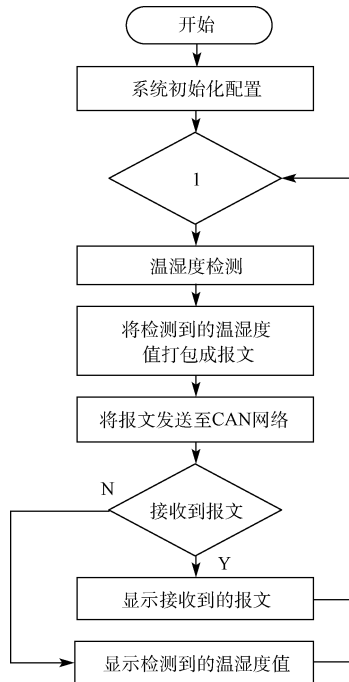 开始
系统初始化配置
1
温湿度检测
将检测到的温湿度
值打包成报文
将报文发送至CAN网络
N
接收到报文
Y
显示接收到的报文
显示检测到的温湿度值